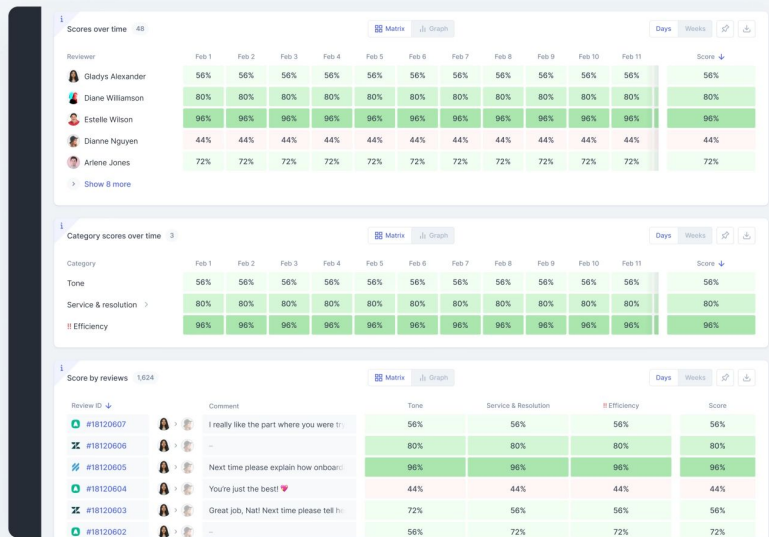 Scores over time 48 Matrix Graph Days Weeks
Reviewer Feb 1 Feb 2 Feb 3 Feb 4 Feb 5 Feb 6 Feb 7 Feb 8 Feb 9 Feb 10 Feb 11 Score
Gladys Alexander 56% 56% 56% 56% 56% 56% 56% 56% 56% 56% 56% 56%
Diane Williamson 80% 80% 80% 80% 80% 80% 80% 80% 80% 80% 80% 80%
Estelle Wilson 96% 96% 96% 96% 96% 96% 96% 96% 96% 96% 96% 96%
Dianne Nguyen 44% 44% 44% 44% 44% 44% 44% 44% 44% 44% 44% 44%
Arlene Jones 72% 72% 72% 72% 72% 72% 72% 72% 72% 72% 72% 72%
Show 8 more
Category scores over time 3 Matrix Graph Days Weeks
Category Feb 1 Feb 2 Feb 3 Feb 4 Feb 5 Feb 6 Feb 7 Feb 8 Feb 9 Feb 10 Feb 11 Score
Tone 56% 56% 56% 56% 56% 56% 56% 56% 56% 56% 56% 56%
Service & resolution 80% 80% 80% 80% 80% 80% 80% 80% 80% 80% 80% 80%
!! Efficiency 96% 96% 96% 96% 96% 96% 96% 96% 96% 96% 96% 96%
Score by reviews 1,624 Matrix Graph Days Weeks
Review ID Comment Tone Service & Resolution !! Efficiency Score
#18120607 I really like the part where you were 56% 56% 56% 56%
#18120606 – 80% 80% 80% 80%
#18120605 Next time please explain how onboard 96% 96% 96% 96%
#18120604 You're just the best! 💖 44% 44% 44% 44%
#18120603 Great job, Nat! Next time please tell 72% 56% 56% 56%
#18120602 – 56% 72% 72% 72%